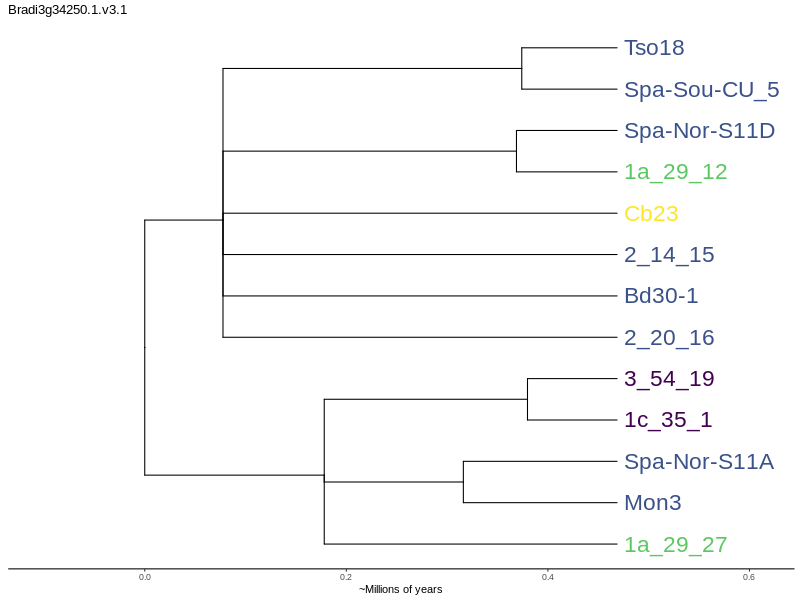 Bradi3g34250.1.v3.1
Tso18
Spa-Sou-CU_5
Spa-Nor-S11D
1a_29_12
Cb23
2_14_15
Bd30-1
2_20_16
3_54_19
1c_35_1
Spa-Nor-S11A
Mon3
1a_29_27
0.0 0.2 0.4 0.6
~Millions of years